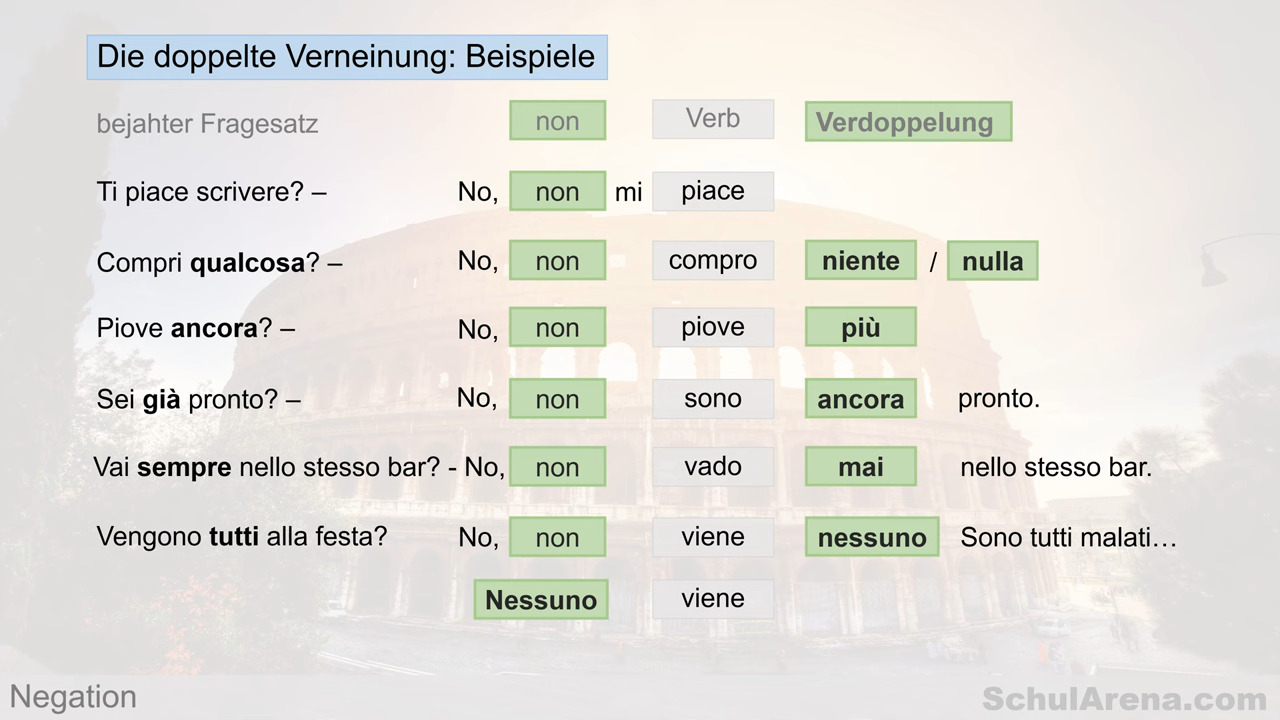 Die doppelte Verneinung: Beispiele
bejahter Fragesatz non Verb Verdoppelung
Ti piace scrivere? – No, non mi piace
Compri qualcosa? – No, non compro niente / nulla
Piove ancora? – No, non piove più
Sei già pronto? – No, non sono ancora pronto.
Vai sempre nello stesso bar? - No, non vado mai nello stesso bar.
Vengono tutti alla festa? No, non viene nessuno Sono tutti malati…
Nessuno viene
Negation SchulArena.com